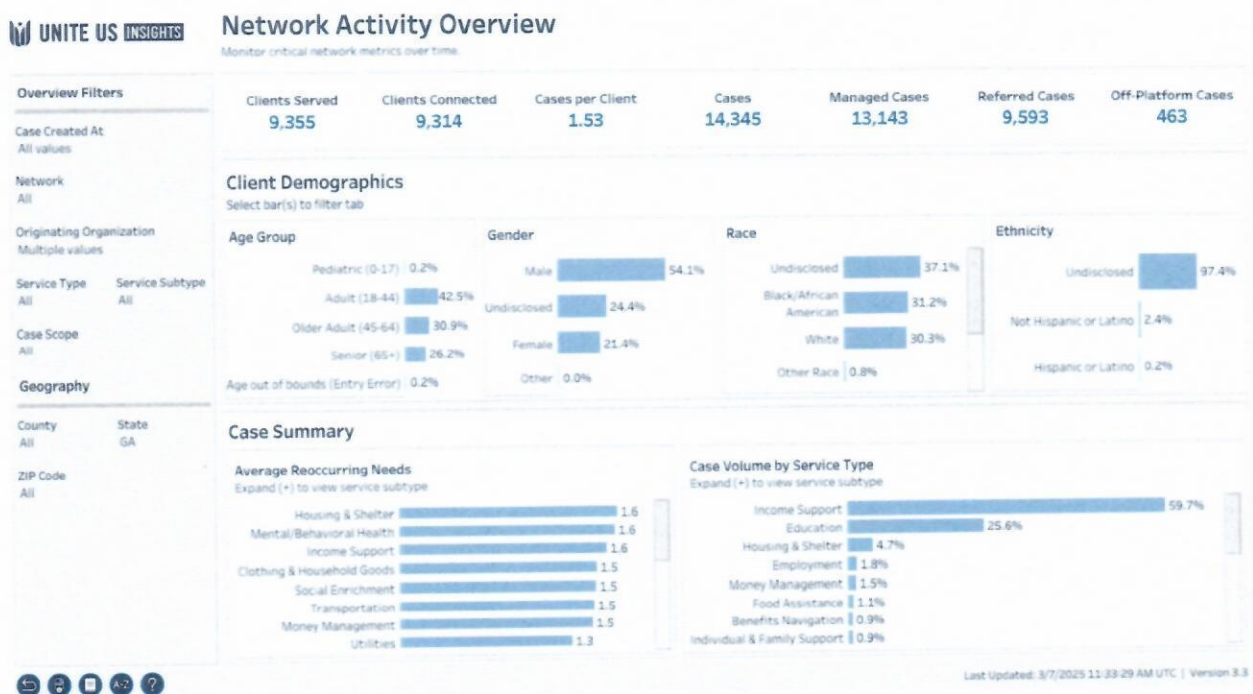 UNITE US INSIGHTS
Network Activity Overview
Monitor critical network metrics over time.
Overview Filters
Case Created At
All values
Network
All
Originating Organization
Multiple values
Service Type Service Subtype
All All
Case Scope
All
Geography
County State
All GA
ZIP Code
All
Clients Served Clients Connected Cases per Client Cases Managed Cases Referred Cases Off-Platform Cases
9,355 9,314 1.53 14,345 13,143 9,593 463
Client Demographics
Select bar(s) to filter tab
Age Group
Pediatric (0-17) 0.2%
Adult (18-44) 42.5%
Older Adult (45-64) 30.9%
Senior (65+) 26.2%
Age out of bounds (Entry Error) 0.2%
Gender
Male 54.1%
Undisclosed 24.4%
Female 21.4%
Other 0.0%
Race
Undisclosed 37.1%
Black/African
American 31.2%
White 30.3%
Other Race 0.8%
Ethnicity
Undisclosed 97.4%
Not Hispanic or Latino 2.4%
Hispanic or Latino 0.2%
Case Summary
Average Reoccurring Needs
Expand (+) to view service subtype
Housing & Shelter 1.6
Mental/Behavioral Health 1.6
Income Support 1.6
Clothing & Household Goods 1.5
Social Enrichment 1.5
Transportation 1.5
Money Management 1.5
Utilities 1.3
Case Volume by Service Type
Expand (+) to view service subtype
Income Support 59.7%
Education 25.6%
Housing & Shelter 4.7%
Employment 1.8%
Money Management 1.5%
Food Assistance 1.1%
Benefits Navigation 0.9%
Individual & Family Support 0.9%
A-Z ?
Last Updated: 3/7/2025 11:33:29 AM UTC | Version 3.3